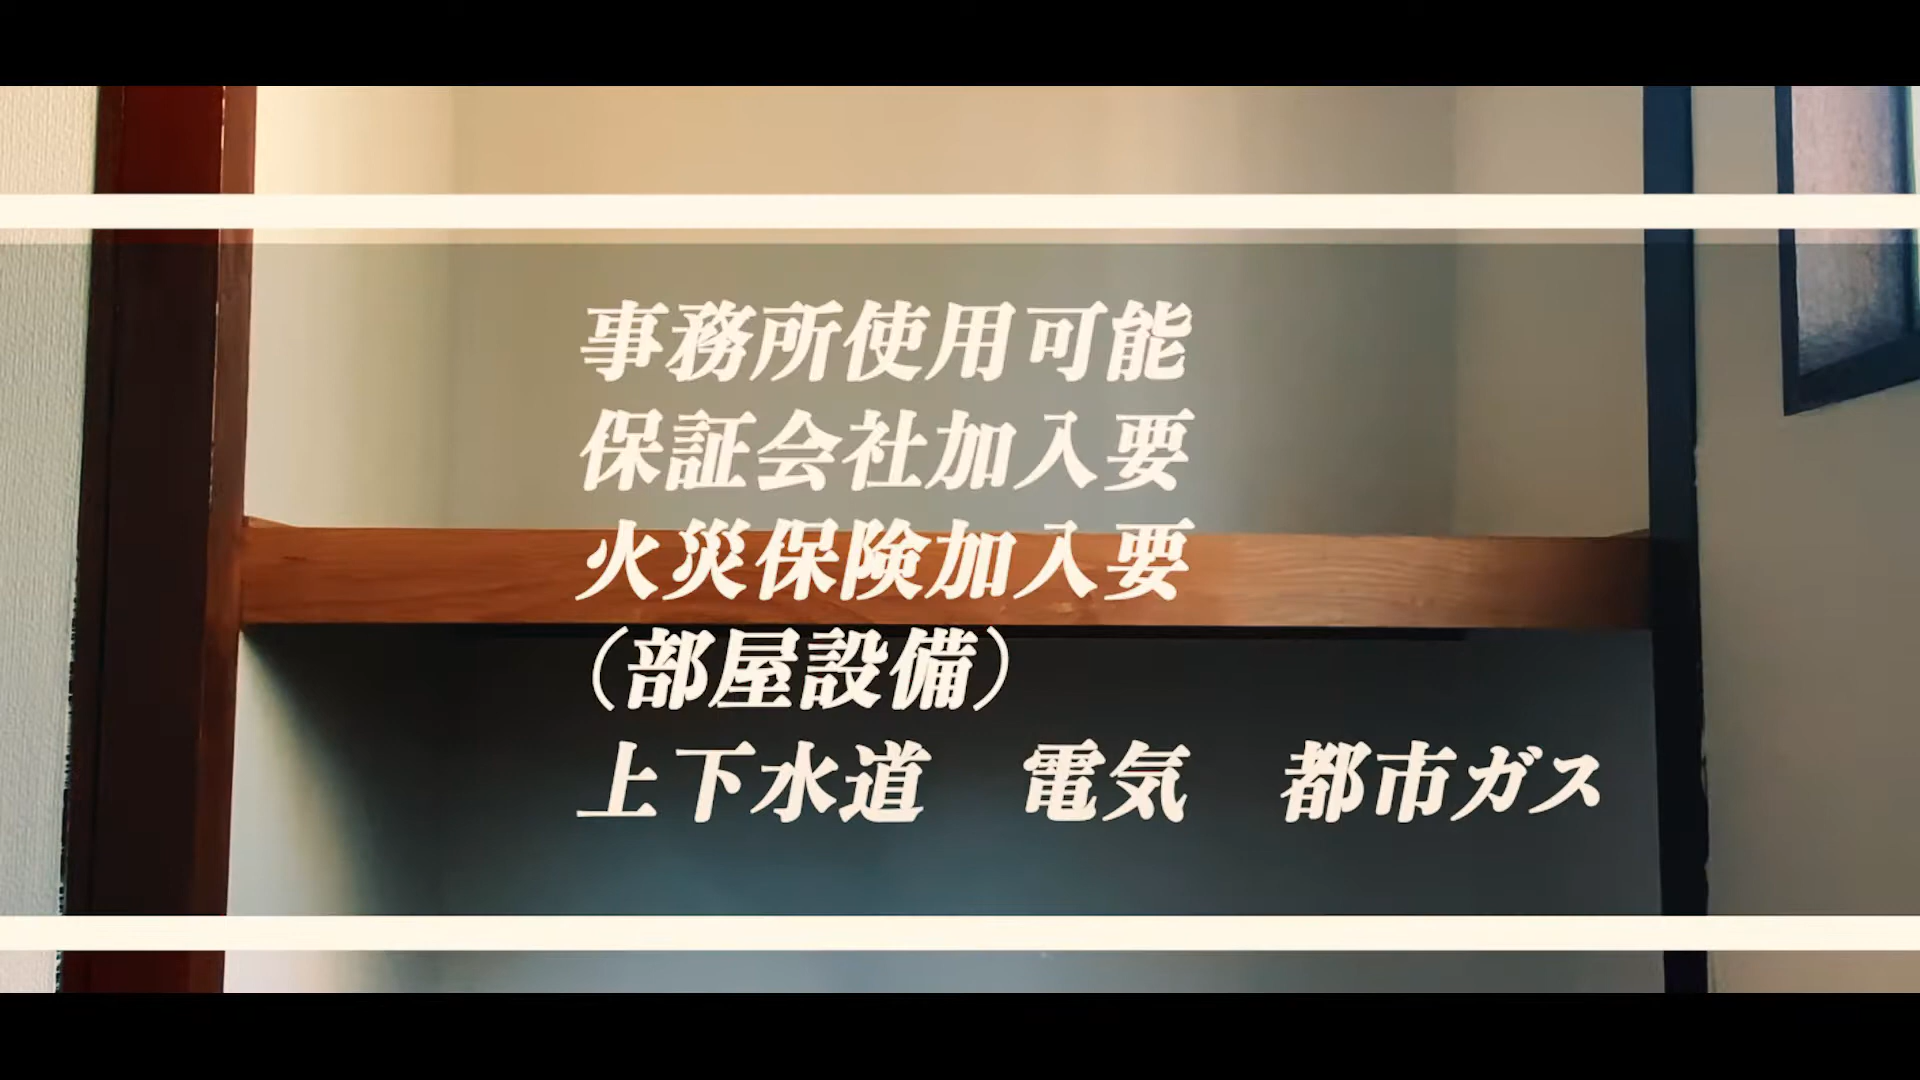 事務所使用可能
保証会社加入要
火災保険加入要
（部屋設備）
上下水道　電気　都市ガス